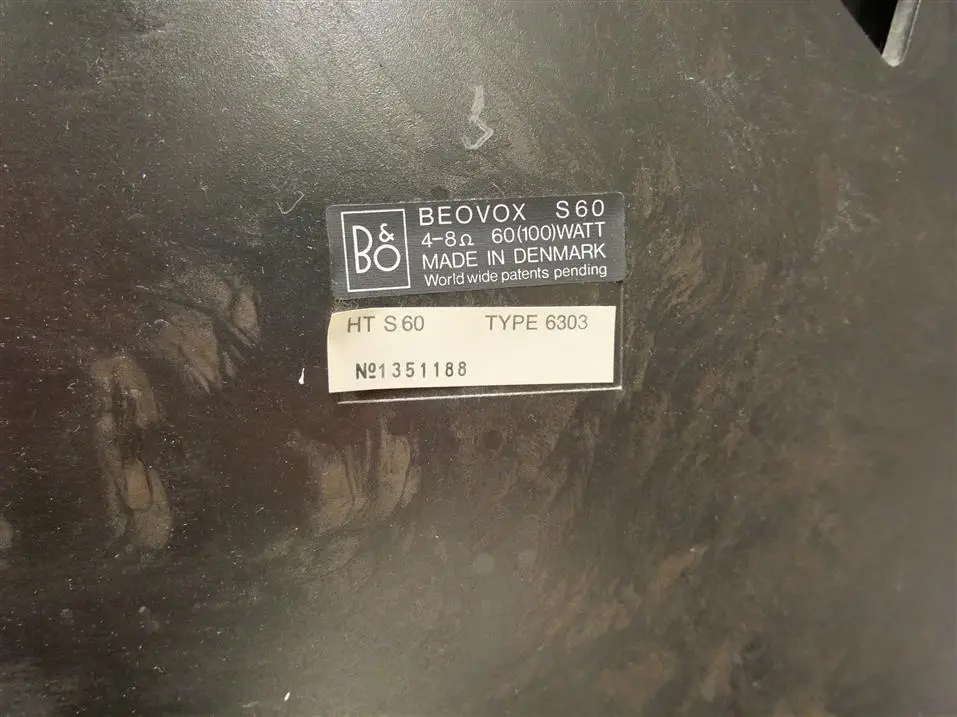 B&O
BEOVOX S60
4-8Ω 60(100)WATT
MADE IN DENMARK
World wide patents pending
HT S60 TYPE 6303
№1351188